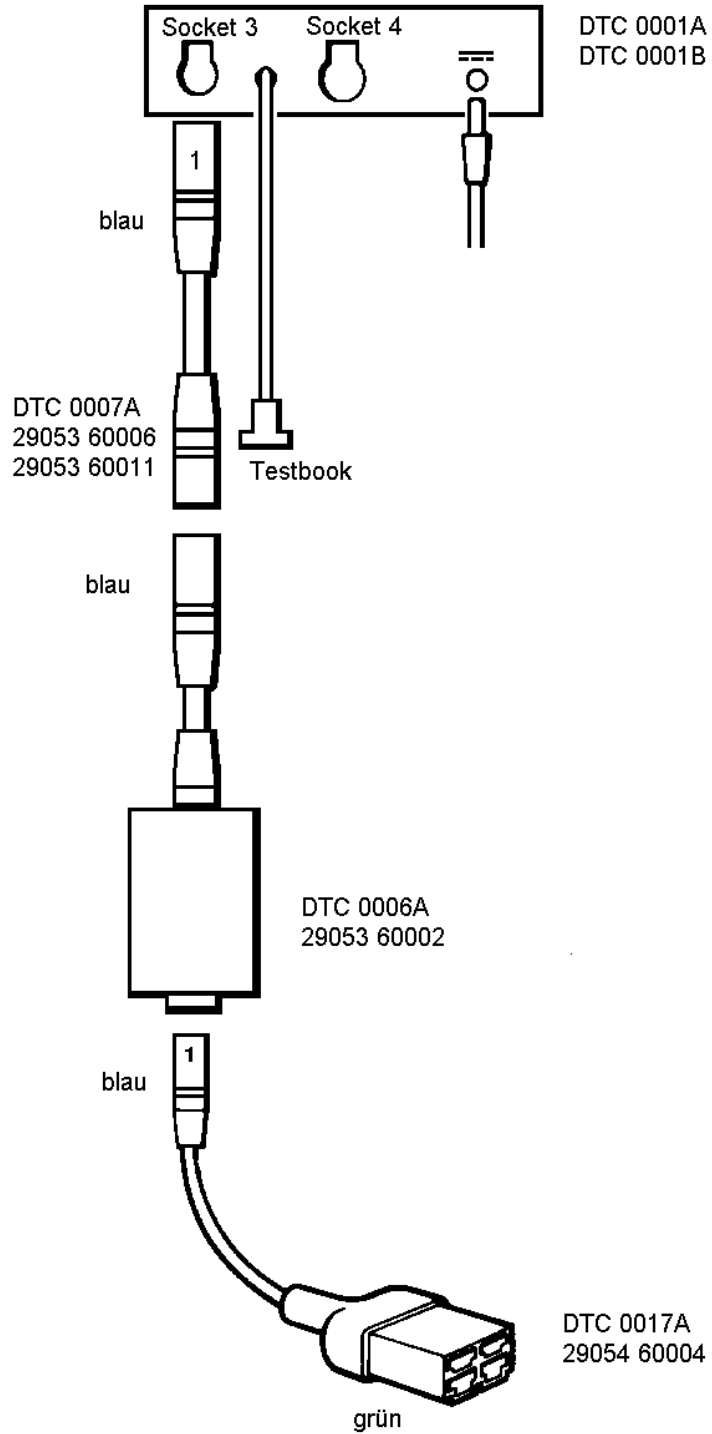 Socket 3
Socket 4
DTC 0001A
DTC 0001B
1
blau
DTC 0007A
29053 60006
29053 60011
Testbook
blau
DTC 0006A
29053 60002
1
blau
DTC 0017A
29054 60004
grün